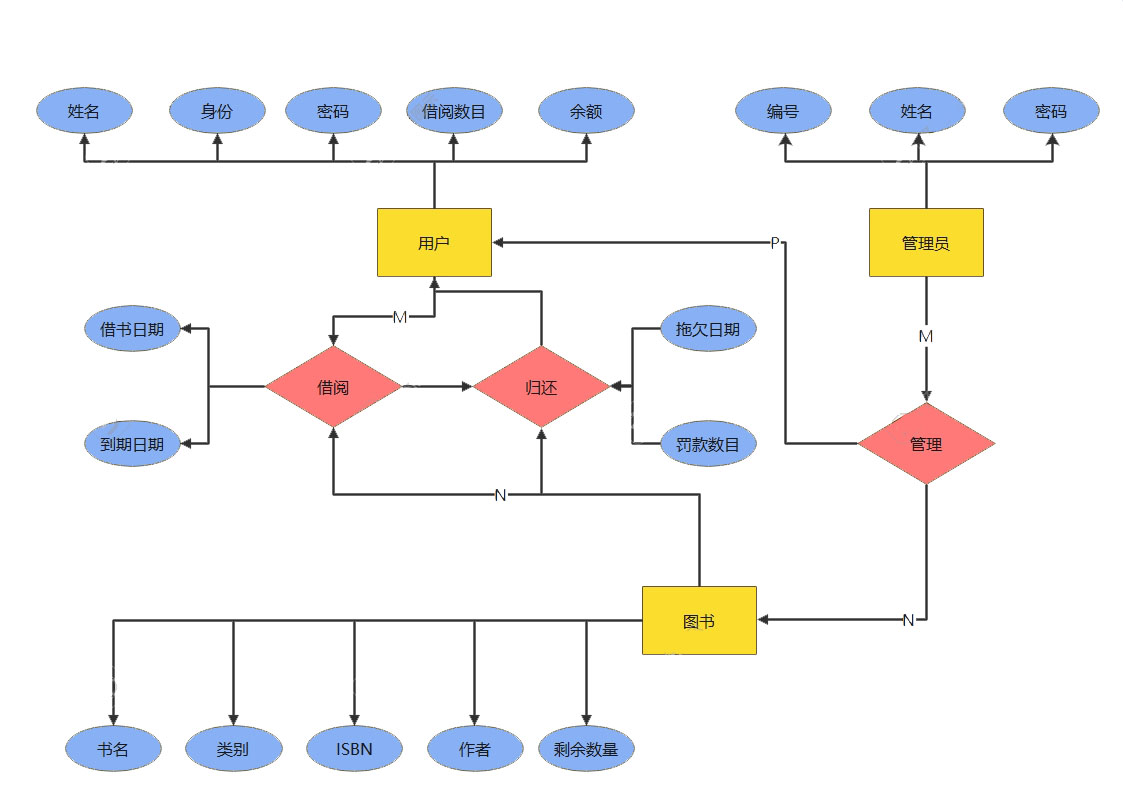 姓名
身份
密码
借阅数目
余额
编号
姓名
密码
用户
P
管理员
借书日期
M
拖欠日期
M
借阅
归还
到期日期
罚款数目
管理
N
图书
N
书名
类别
ISBN
作者
剩余数量